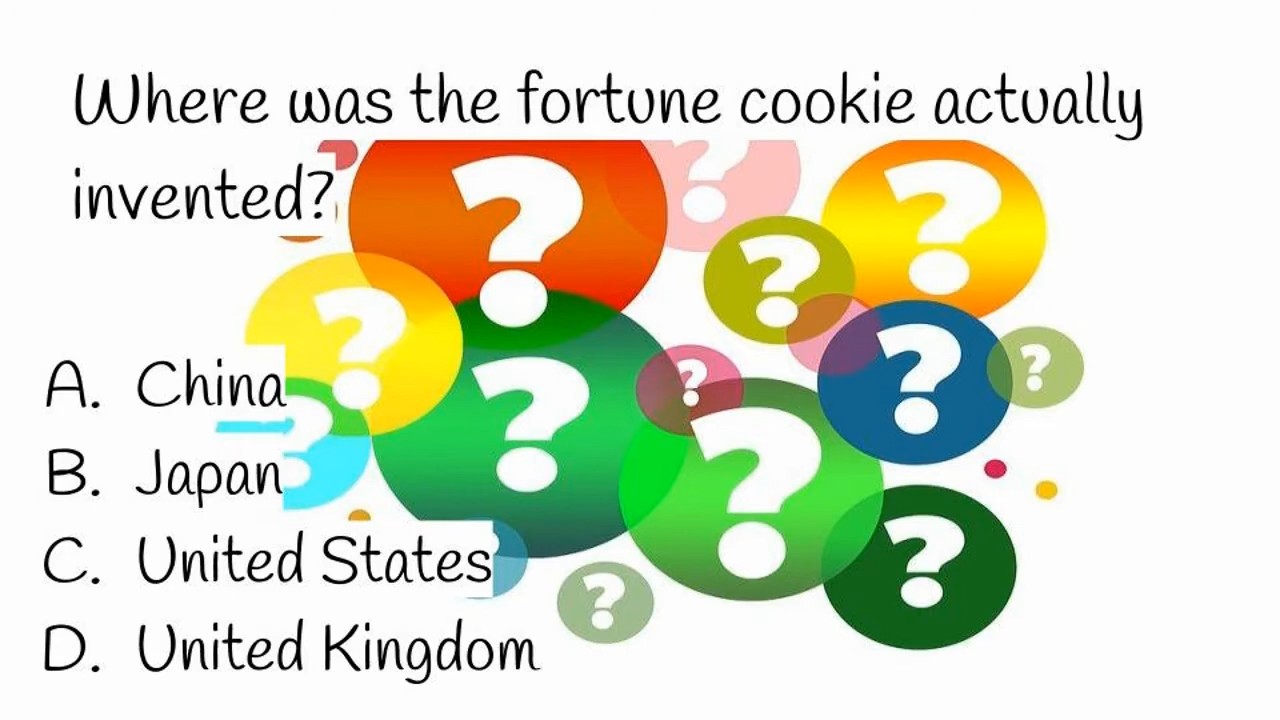 Where was the fortune cookie actually
invented?
A. China
B. Japan
C. United States
D. United Kingdom